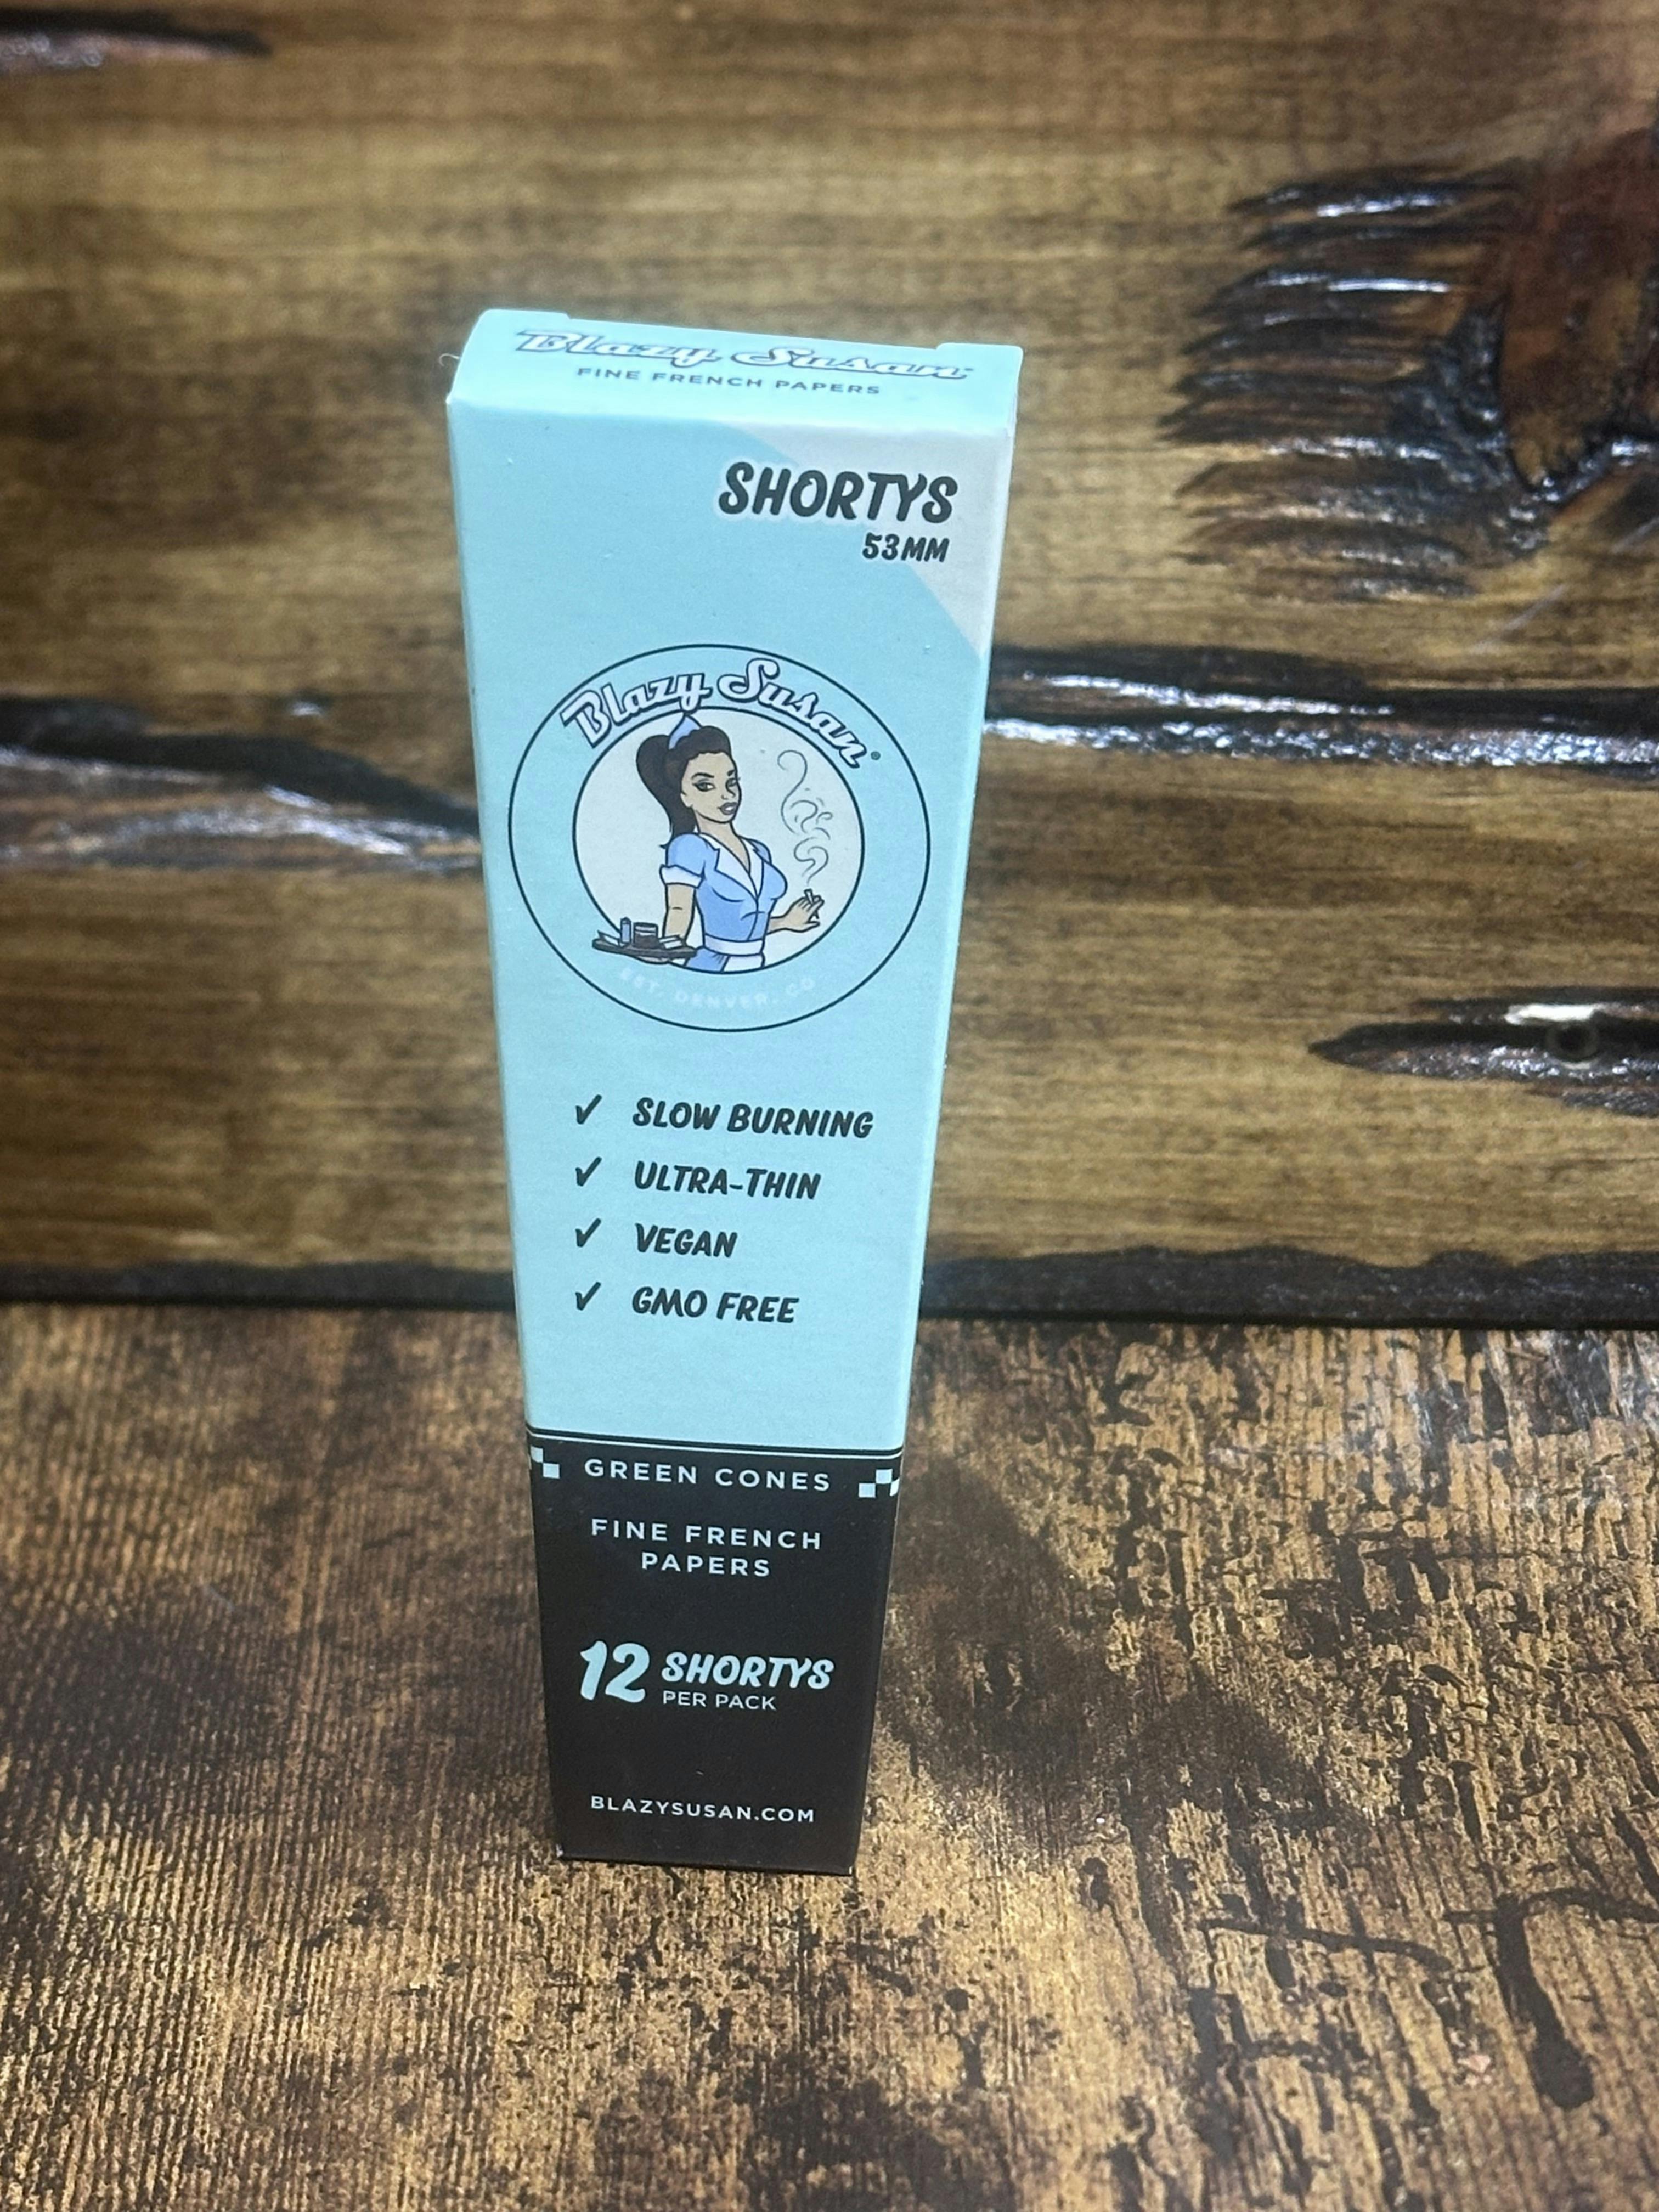 Blazy Susan
FINE FRENCH PAPERS
SHORTYS
53MM
Blazy Susan®
EST. DENVER, CO
✓ SLOW BURNING
✓ ULTRA-THIN
✓ VEGAN
✓ GMO FREE
GREEN CONES
FINE FRENCH
PAPERS
12 SHORTYS
PER PACK
BLAZYSUSAN.COM